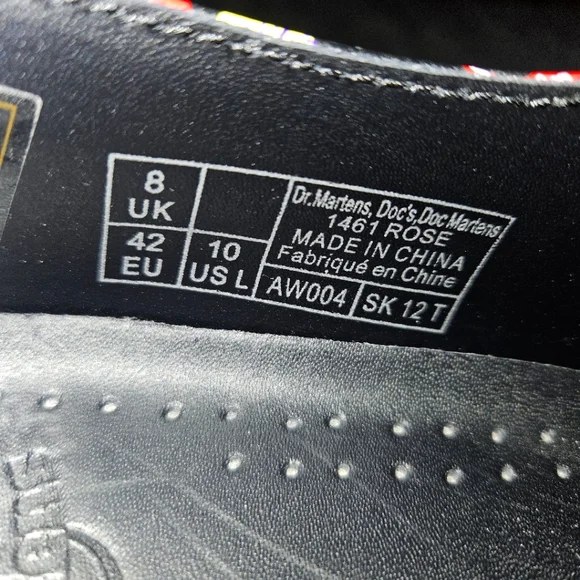 8
UK
42
EU
10
US L
Dr.Martens, Doc's, Doc Martens
1461 ROSE
MADE IN CHINA
Fabriqué en Chine
AW004
SK 12 T